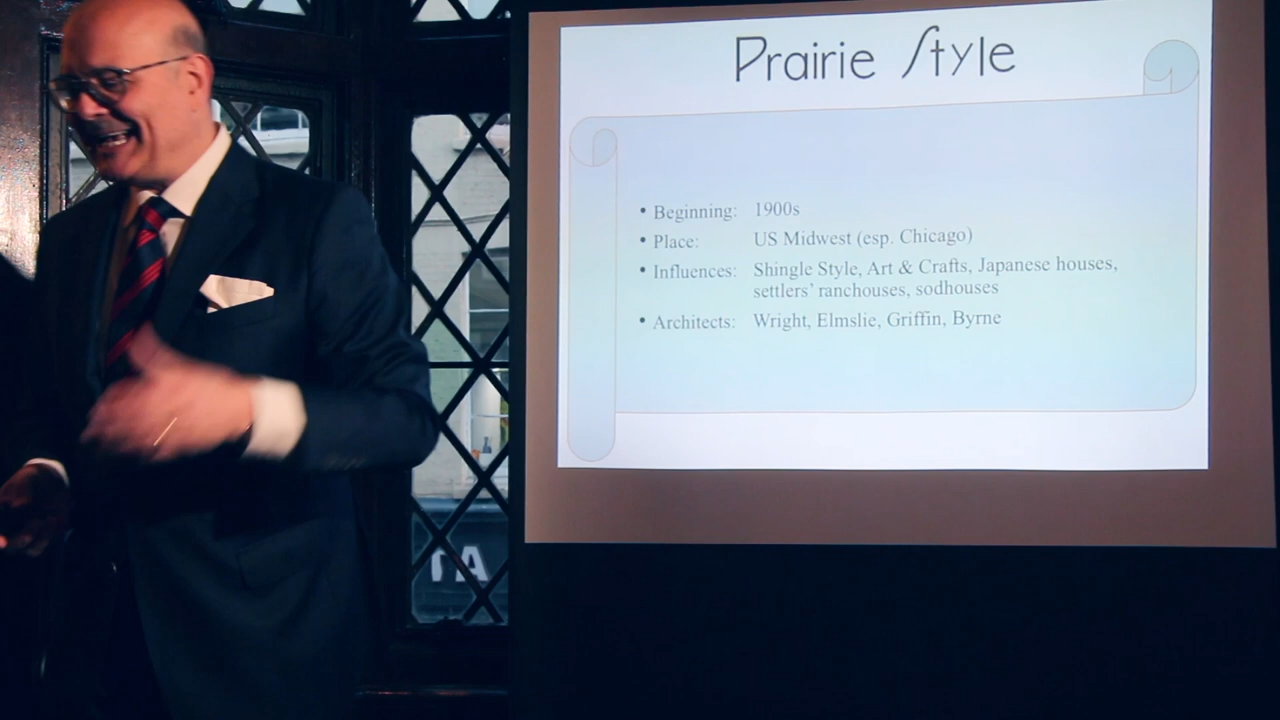 Prairie Style
• Beginning: 1900s
• Place: US Midwest (esp. Chicago)
• Influences: Shingle Style, Art & Crafts, Japanese houses,
settlers' ranchouses, sodhouses
• Architects: Wright, Elmslie, Griffin, Byrne